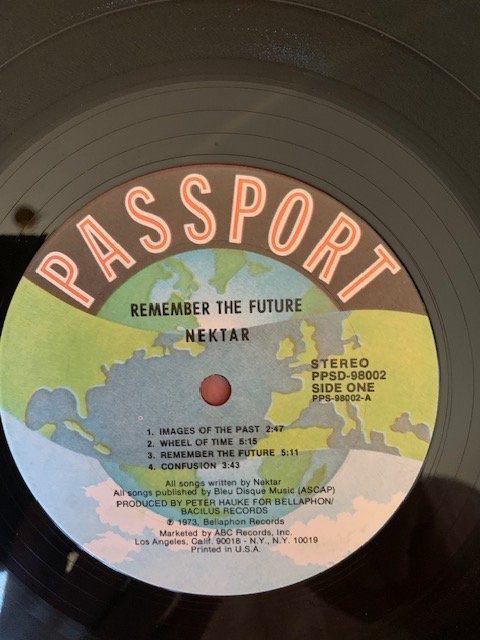 PASSPORT
REMEMBER THE FUTURE
NEKTAR
STEREO
PPSD-98002
SIDE ONE
PPS-98002-A
1. IMAGES OF THE PAST 2:47
2. WHEEL OF TIME 5:15
3. REMEMBER THE FUTURE 5:11
4. CONFUSION 3:43
All songs written by Nektar
All songs published by Bleu Disque Music (ASCAP)
PRODUCED BY PETER HAUKE FOR BELLAPHON/
BACILUS RECORDS
℗ 1973, Bellaphon Records
Marketed by ABC Records, Inc.
Los Angeles, Calif. 90018 - N.Y., N.Y. 10019
Printed in U.S.A.